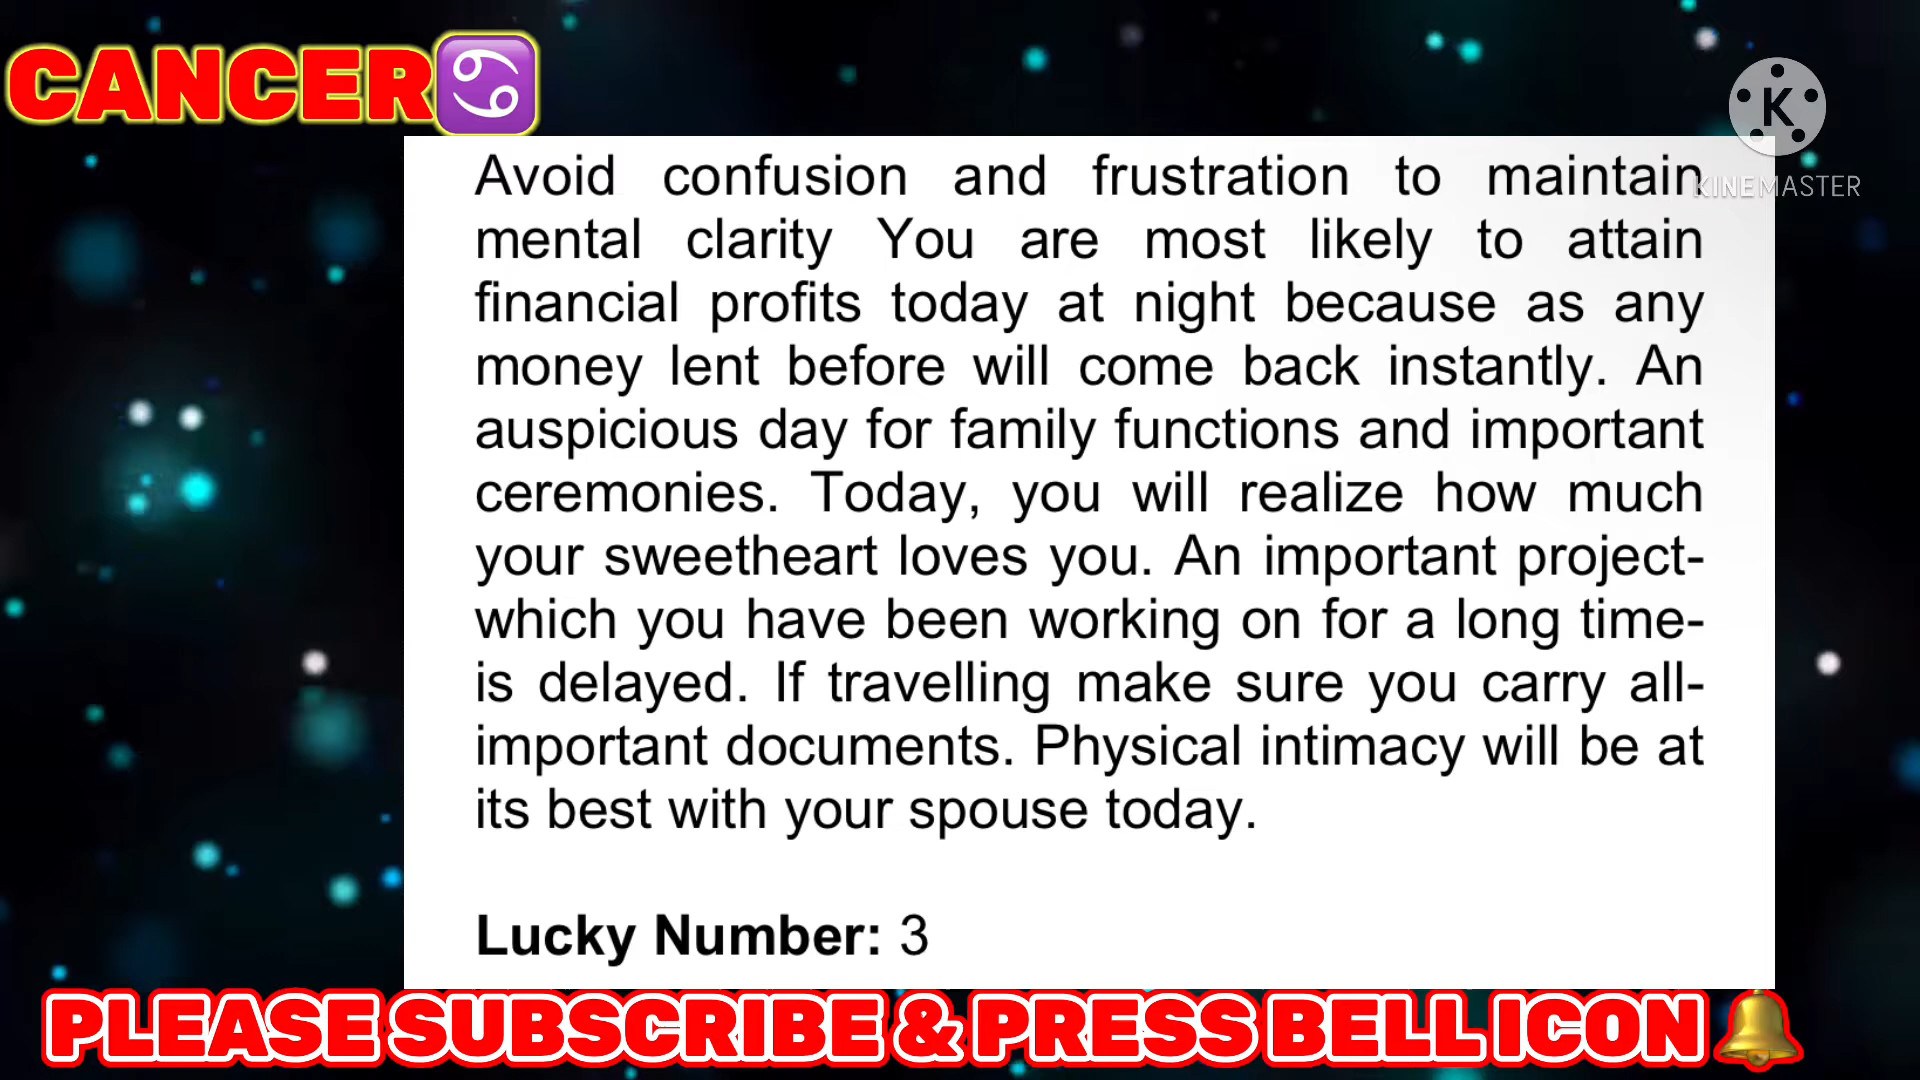 CANCER♋
K
KINEMASTER
Avoid confusion and frustration to maintain
mental clarity You are most likely to attain
financial profits today at night because as any
money lent before will come back instantly. An
auspicious day for family functions and important
ceremonies. Today, you will realize how much
your sweetheart loves you. An important project-
which you have been working on for a long time-
is delayed. If travelling make sure you carry all-
important documents. Physical intimacy will be at
its best with your spouse today.
Lucky Number: 3
PLEASE SUBSCRIBE & PRESS BELL ICON🔔